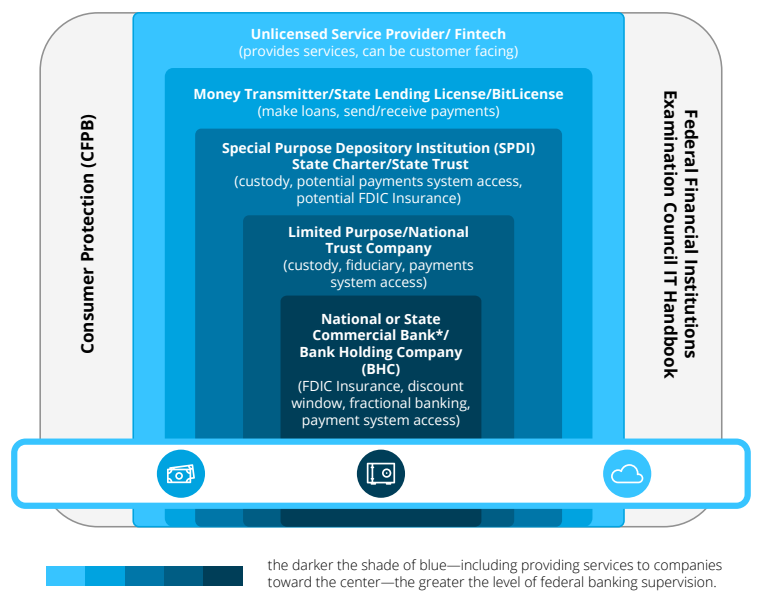 Unlicensed Service Provider/ Fintech
(provides services, can be customer facing)
Money Transmitter/State Lending License/BitLicense
(make loans, send/receive payments)
Special Purpose Depository Institution (SPDI)
State Charter/State Trust
(custody, potential payments system access,
potential FDIC Insurance)
Limited Purpose/National
Trust Company
(custody, fiduciary, payments
system access)
National or State
Commercial Bank*/
Bank Holding Company
(BHC)
(FDIC Insurance, discount
window, fractional banking,
payment system access)
Consumer Protection (CFPB)
Federal Financial Institutions
Examination Council IT Handbook
the darker the shade of blue—including providing services to companies
toward the center—the greater the level of federal banking supervision.